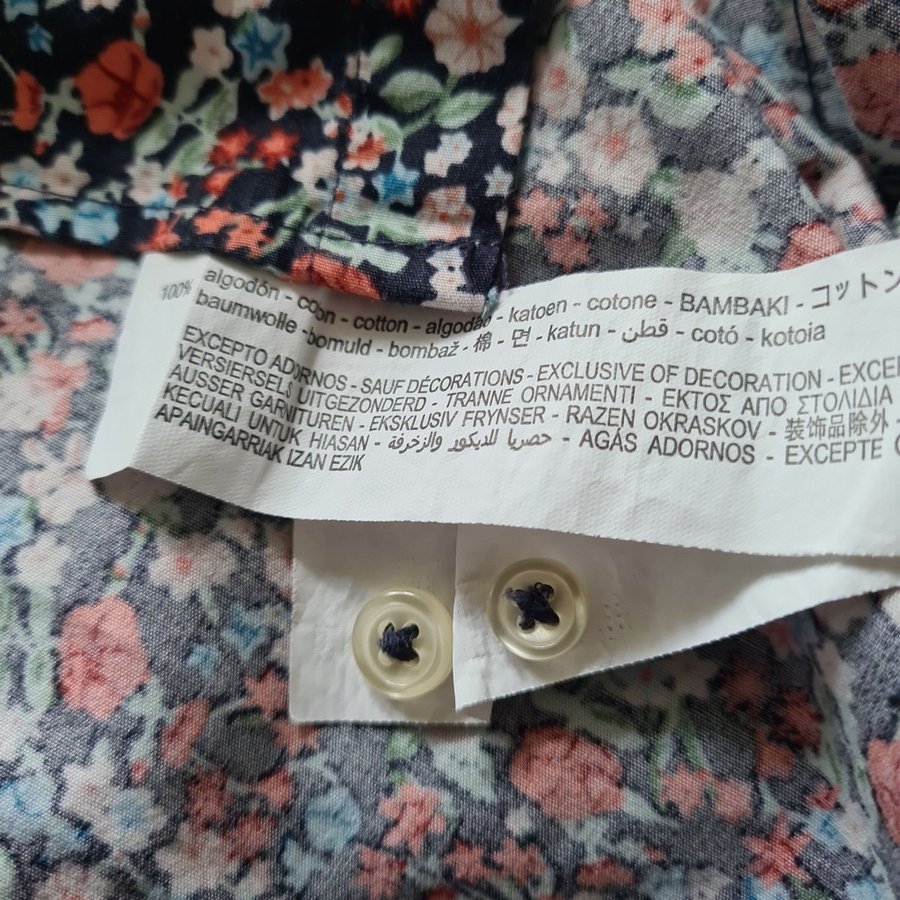 100% algodón - coton - cotton - algodão - katoen - cotone - BAMBAKI - コットン
baumwolle -bomuld - bombaž - 棉 - 면 - katun - قطن - cotó - kotoia
EXCEPTO ADORNOS - SAUF DÉCORATIONS - EXCLUSIVE OF DECORATION - EXCE
VERSIERSELS UITGEZONDERD - TRANNE ORNAMENTI - ΕΚΤΟΣ ΑΠΟ ΣΤΟΛΙΔΙΑ
AUSSER GARNITUREN - EKSKLUSIV FRYNSER - RAZEN OKRASKOV - 装饰品除外 -
KECUALI UNTUK HIASAN - حصريا للديكور والزخرفة - AGÁS ADORNOS - EXCEPTE
APAINGARRIAK IZAN EZIK